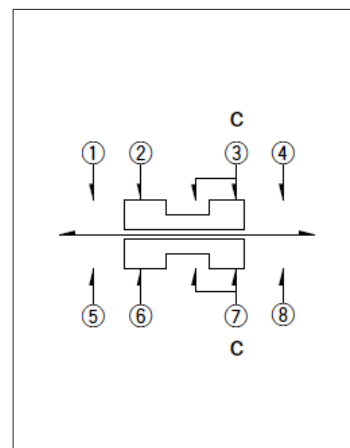 C
① ② ③ ④
⑤ ⑥ ⑦ ⑧
C